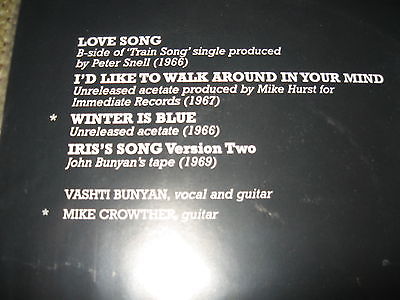 LOVE SONG
B-side of 'Train Song' single produced
by Peter Snell (1966)
I'D LIKE TO WALK AROUND IN YOUR MIND
Unreleased acetate produced by Mike Hurst for
Immediate Records (1967)
* WINTER IS BLUE
Unreleased acetate (1966)
IRIS'S SONG Version Two
John Bunyan's tape (1969)
VASHTI BUNYAN, vocal and guitar
* MIKE CROWTHER, guitar